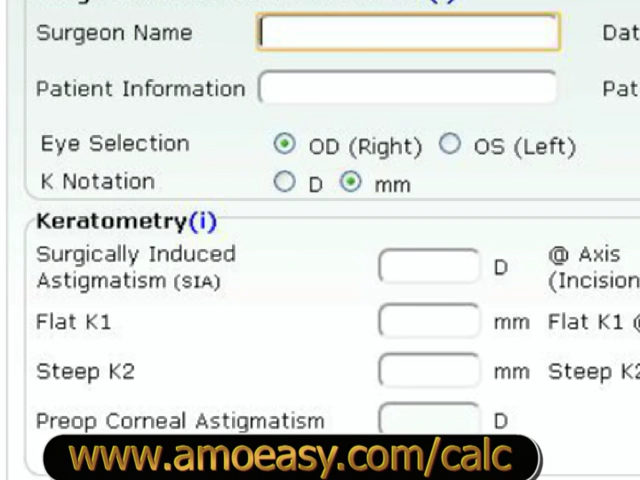 Surgeon Name Dat
Patient Information Pat
Eye Selection OD (Right) OS (Left)
K Notation D mm
Keratometry(i)
Surgically Induced Astigmatism (SIA) D @ Axis (Incision
Flat K1 mm Flat K1 @
Steep K2 mm Steep K2
Preop Corneal Astigmatism D
www.amoeasy.com/calc